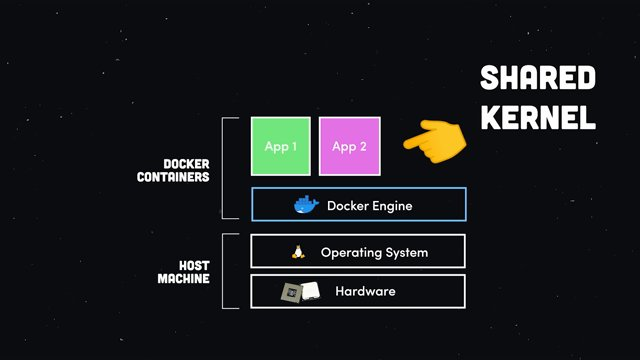 SHARED
KERNEL
App 1
App 2
DOCKER
CONTAINERS
Docker Engine
Operating System
HOST
MACHINE
Hardware